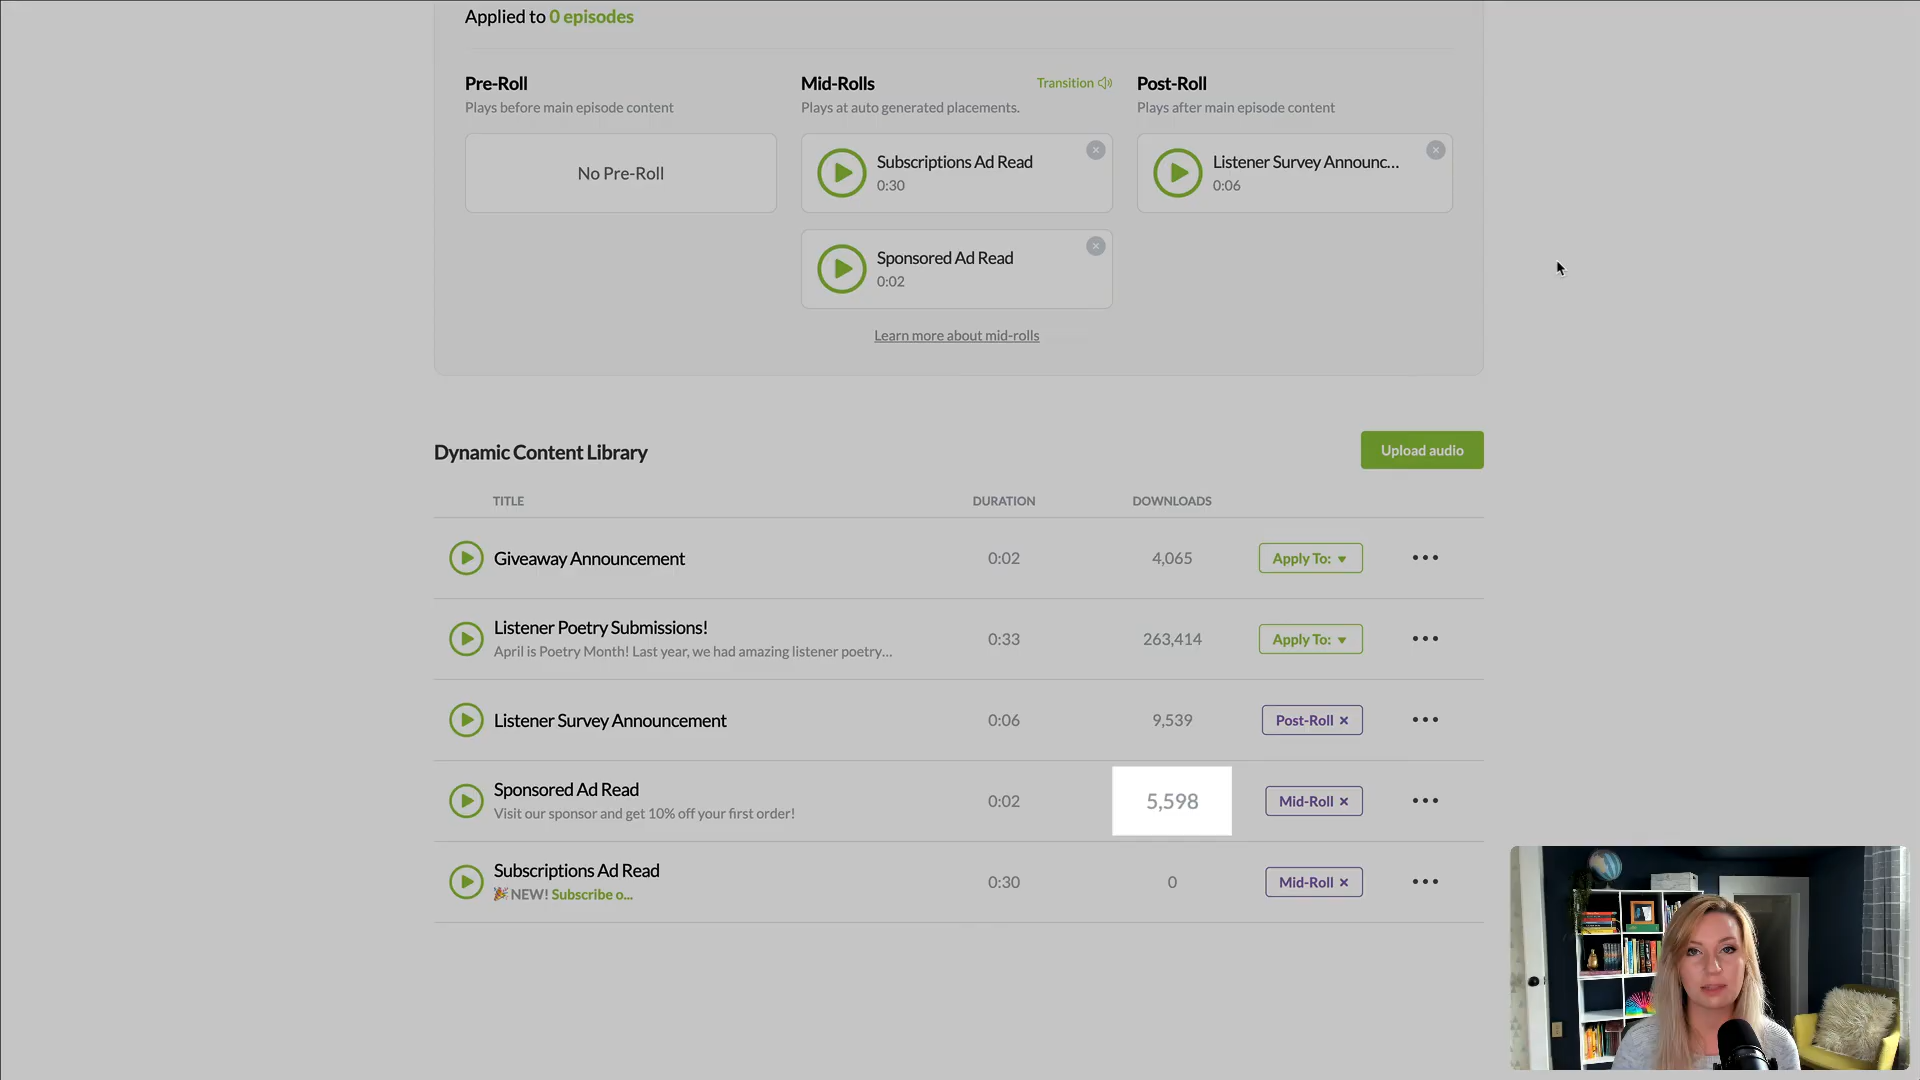 Applied to 0 episodes
Pre-Roll
Plays before main episode content
No Pre-Roll
Mid-Rolls
Transition
Plays at auto generated placements.
Subscriptions Ad Read
0:30
Sponsored Ad Read
0:02
Learn more about mid-rolls
Post-Roll
Plays after main episode content
Listener Survey Announc...
0:06
Dynamic Content Library
Upload audio
TITLE DURATION DOWNLOADS
Giveaway Announcement 0:02 4,065 Apply To:
Listener Poetry Submissions! 0:33 263,414 Apply To:
April is Poetry Month! Last year, we had amazing listener poetry...
Listener Survey Announcement 0:06 9,539 Post-Roll ×
Sponsored Ad Read 0:02 5,598 Mid-Roll ×
Visit our sponsor and get 10% off your first order!
Subscriptions Ad Read 0:30 0 Mid-Roll ×
🎉NEW! Subscribe o...